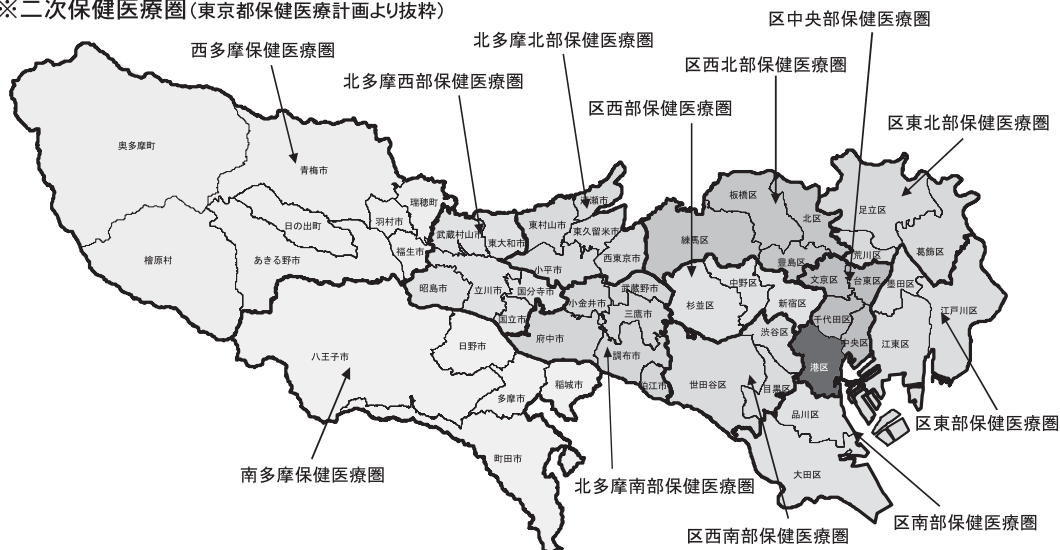 ※二次保健医療圏（東京都保健医療計画より抜粋）
区中央部保健医療圏
西多摩保健医療圏
北多摩北部保健医療圏
北多摩西部保健医療圏
区西北部保健医療圏
区西部保健医療圏
区東北部保健医療圏
奥多摩町
青梅市
瑞穂町
羽村市
日の出町
福生市
あきる野市
檜原村
武蔵村山市
東大和市
東村山市
清瀬市
東久留米市
西東京市
小平市
昭島市
立川市
国分寺市
国立市
小金井市
武蔵野市
三鷹市
府中市
調布市
狛江市
八王子市
日野市
多摩市
稲城市
町田市
板橋区
北区
練馬区
豊島区
足立区
荒川区
葛飾区
文京区
台東区
墨田区
江戸川区
中野区
杉並区
新宿区
千代田区
渋谷区
中央区
江東区
港区
世田谷区
目黒区
品川区
大田区
区東部保健医療圏
南多摩保健医療圏
北多摩南部保健医療圏
区南部保健医療圏
区西南部保健医療圏